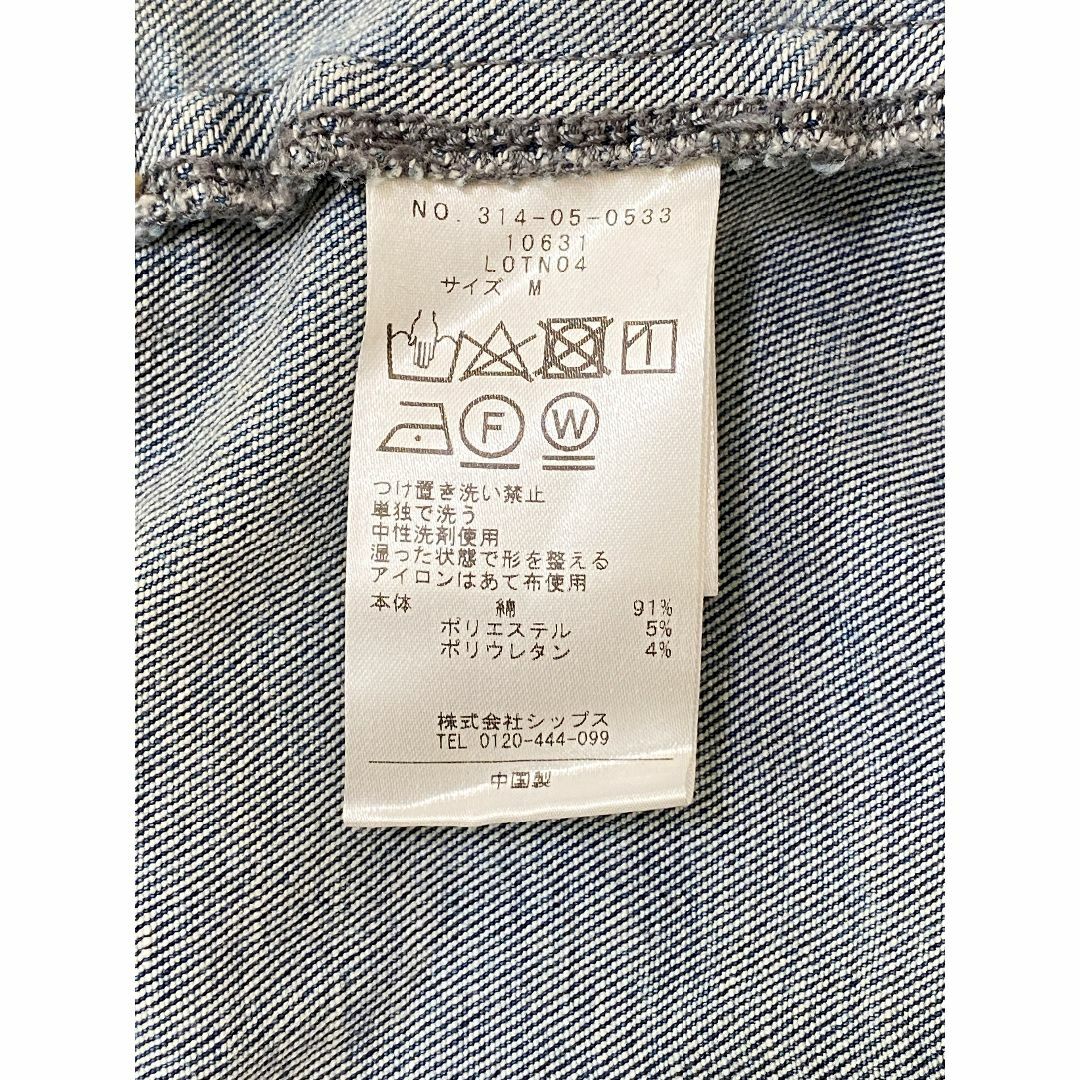 NO. 314-05-0533
10631
LOTN04
サイズ M
F W
つけ置き洗い禁止
単独で洗う
中性洗剤使用
湿った状態で形を整える
アイロンはあて布使用
本体 綿 91%
ポリエステル 5%
ポリウレタン 4%
株式会社シップス
TEL 0120-444-099
中国製